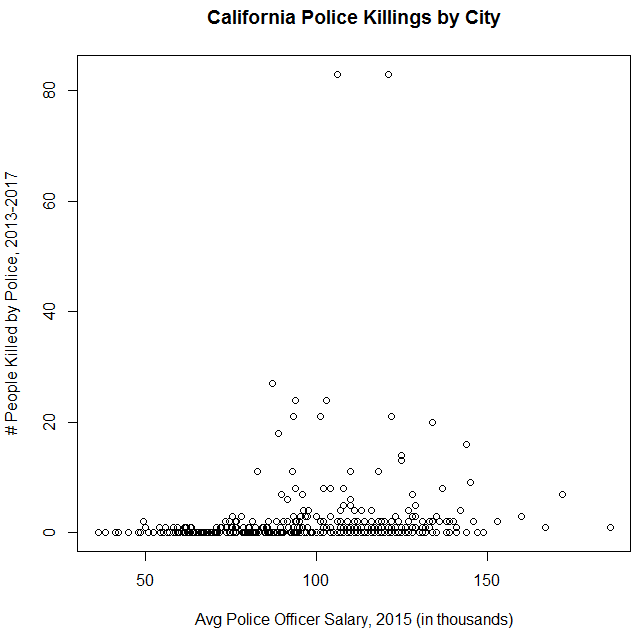 California Police Killings by City
# People Killed by Police, 2013-2017
80
60
40
20
0
50 100 150
Avg Police Officer Salary, 2015 (in thousands)